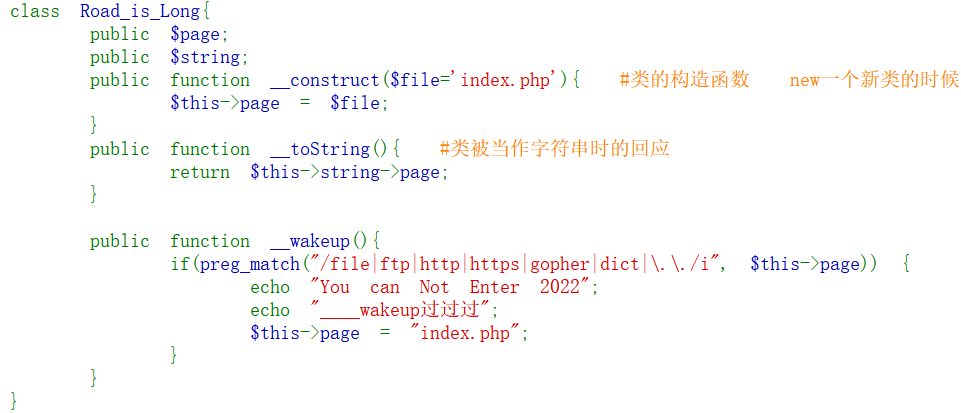 class Road_is_Long{
public $page;
public $string;
public function __construct($file='index.php'){ #类的构造函数 new一个新类的时候
$this->page = $file;
}
public function __toString(){ #类被当作字符串时的回应
return $this->string->page;
}
public function __wakeup(){
if(preg_match("/file|ftp|http|https|gopher|dict|\.\./i", $this->page)) {
echo "You can Not Enter 2022";
echo "____wakeup过过过";
$this->page = "index.php";
}
}
}